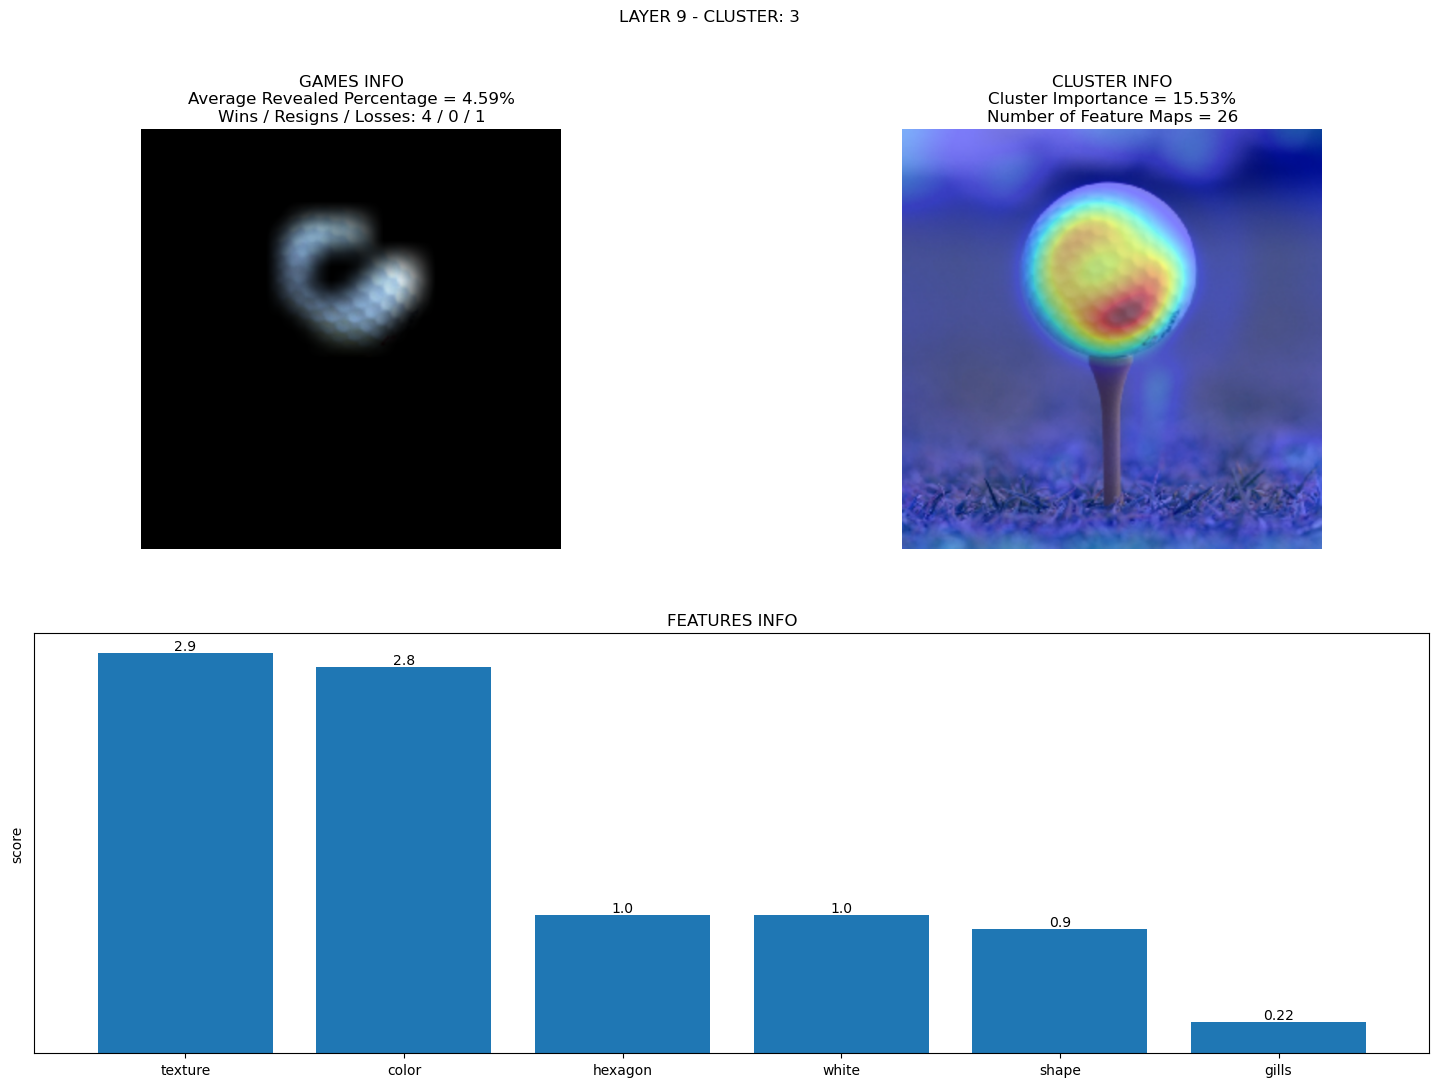 LAYER 9 - CLUSTER: 3
GAMES INFO
Average Revealed Percentage = 4.59%
Wins / Resigns / Losses: 4 / 0 / 1
CLUSTER INFO
Cluster Importance = 15.53%
Number of Feature Maps = 26
FEATURES INFO
score
2.9
2.8
1.0
1.0
0.9
0.22
texture
color
hexagon
white
shape
gills